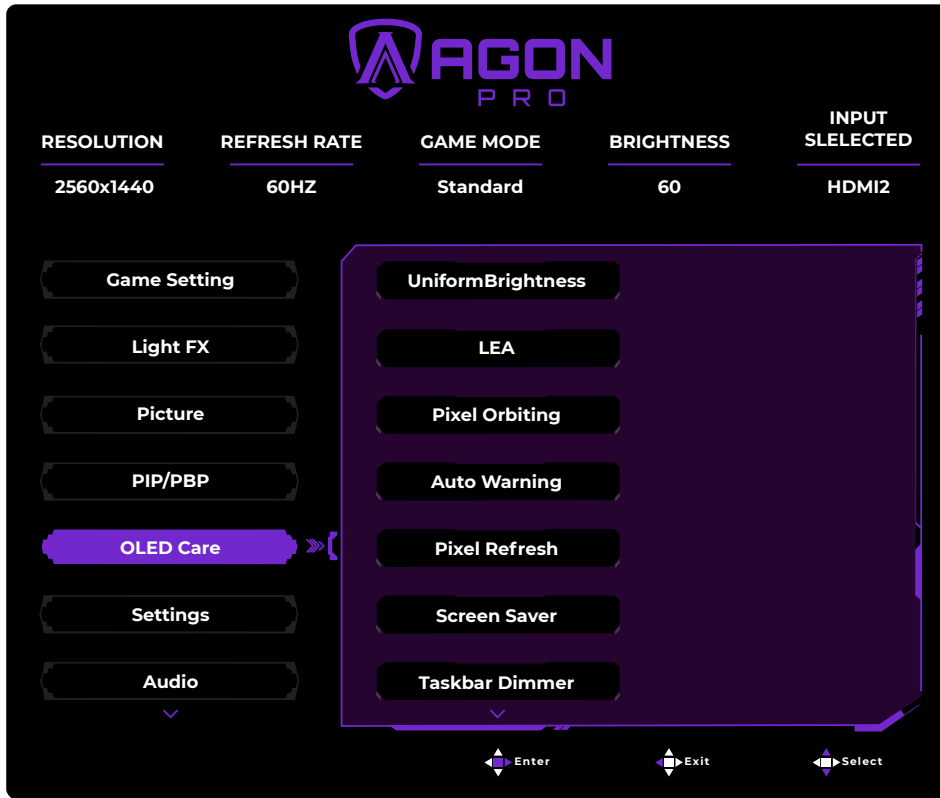 AGON
PRO
RESOLUTION
REFRESH RATE
GAME MODE
BRIGHTNESS
INPUT
SLELECTED
2560x1440
60HZ
Standard
60
HDMI2
Game Setting
Light FX
Picture
PIP/PBP
OLED Care
Settings
Audio
UniformBrightness
LEA
Pixel Orbiting
Auto Warning
Pixel Refresh
Screen Saver
Taskbar Dimmer
Enter
Exit
Select